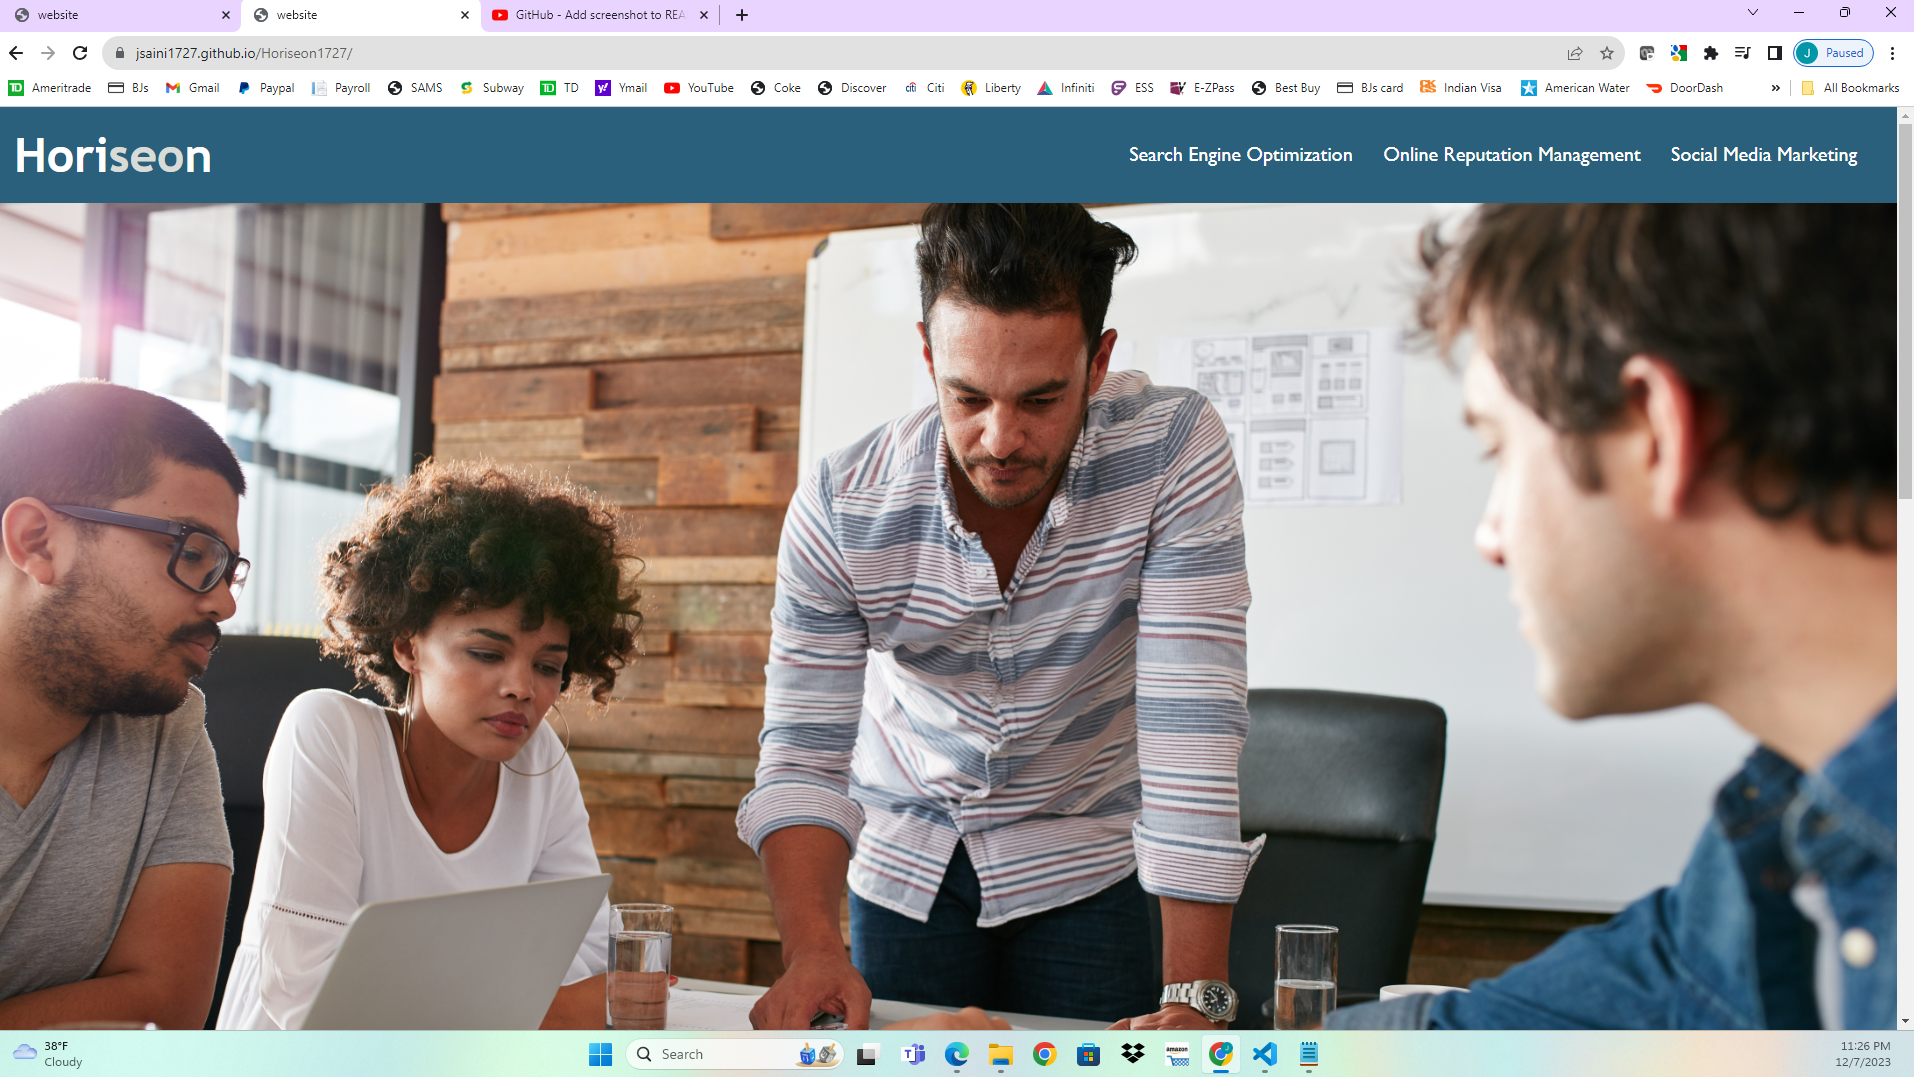 website
website
GitHub - Add screenshot to REA
jsaini1727.github.io/Horiseon1727/
J Paused
Ameritrade BJs Gmail Paypal Payroll SAMS Subway TD Ymail YouTube Coke Discover Citi Liberty Infiniti ESS E-ZPass Best Buy BJs card Indian Visa American Water DoorDash » All Bookmarks
Horiseon
Search Engine Optimization Online Reputation Management Social Media Marketing
38°F
Cloudy
Search
amazon
11:26 PM
12/7/2023